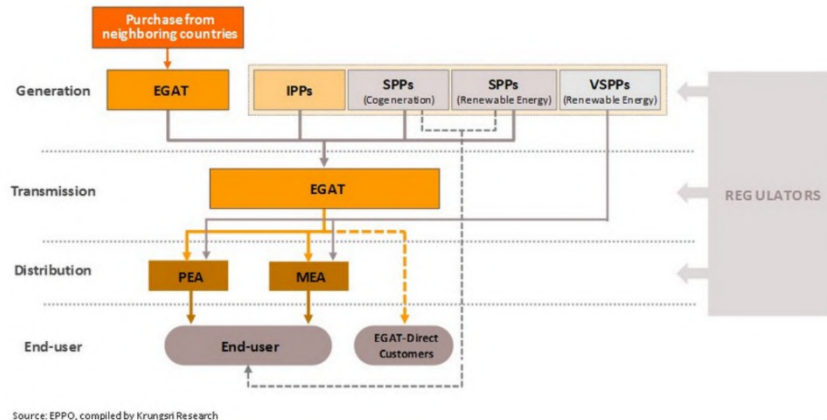 Purchase from
neighboring countries
Generation
EGAT
IPPs
SPPs
(Cogeneration)
SPPs
(Renewable Energy)
VSPPs
(Renewable Energy)
Transmission
EGAT
REGULATORS
Distribution
PEA
MEA
End-user
End-user
EGAT-Direct
Customers
Source: EPPO, compiled by Krungsri Research